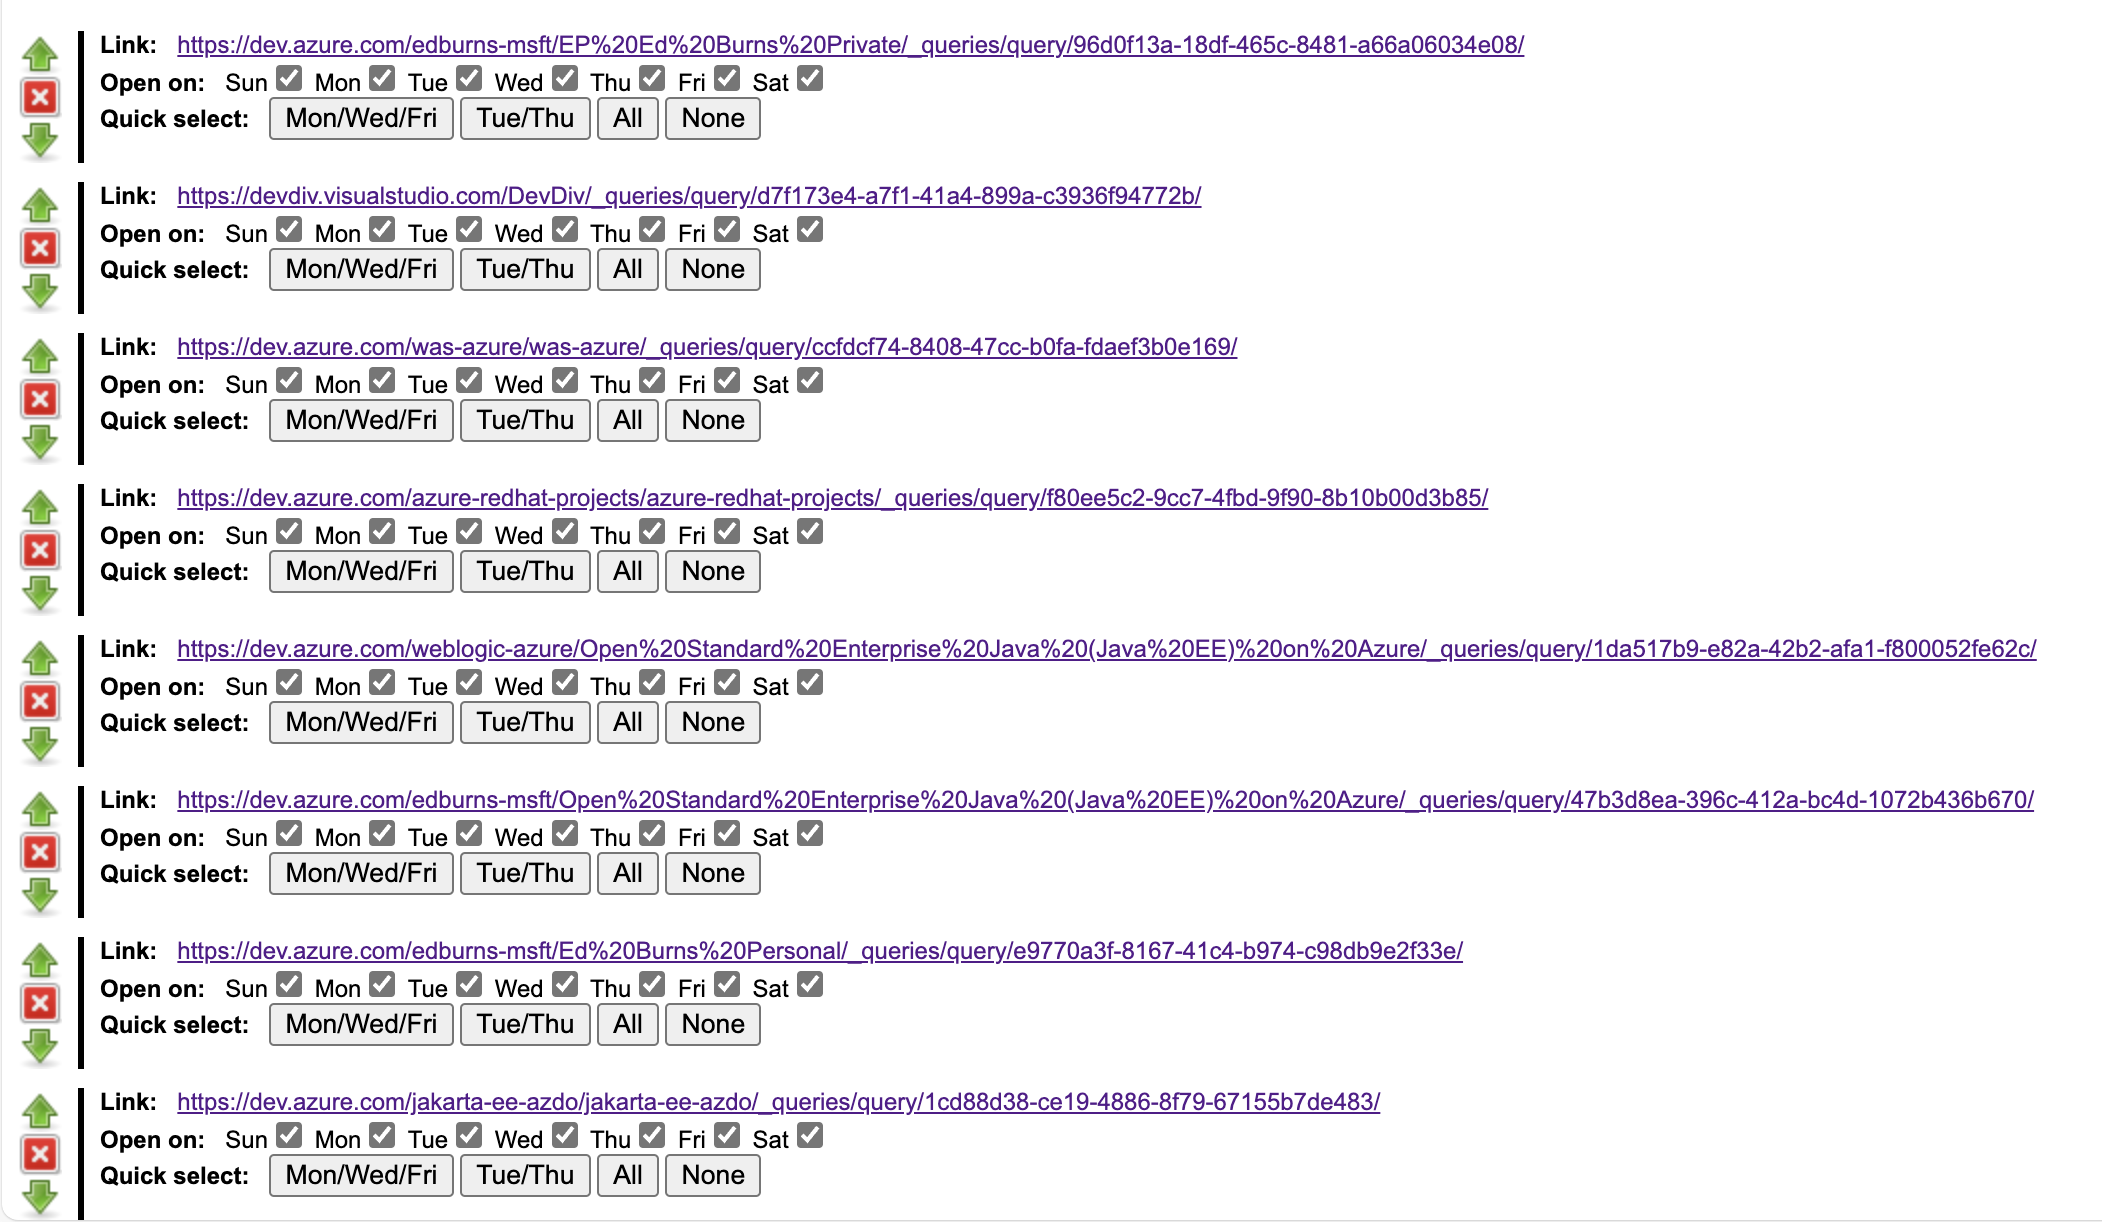 Link: https://dev.azure.com/edburns-msft/EP%20Ed%20Burns%20Private/_queries/query/96d0f13a-18df-465c-8481-a66a06034e08/
Open on: Sun Mon Tue Wed Thu Fri Sat
Quick select: Mon/Wed/Fri Tue/Thu All None
Link: https://devdiv.visualstudio.com/DevDiv/_queries/query/d7f173e4-a7f1-41a4-899a-c3936f94772b/
Open on: Sun Mon Tue Wed Thu Fri Sat
Quick select: Mon/Wed/Fri Tue/Thu All None
Link: https://dev.azure.com/was-azure/was-azure/_queries/query/ccfdcf74-8408-47cc-b0fa-fdaef3b0e169/
Open on: Sun Mon Tue Wed Thu Fri Sat
Quick select: Mon/Wed/Fri Tue/Thu All None
Link: https://dev.azure.com/azure-redhat-projects/azure-redhat-projects/_queries/query/f80ee5c2-9cc7-4fbd-9f90-8b10b00d3b85/
Open on: Sun Mon Tue Wed Thu Fri Sat
Quick select: Mon/Wed/Fri Tue/Thu All None
Link: https://dev.azure.com/weblogic-azure/Open%20Standard%20Enterprise%20Java%20(Java%20EE)%20on%20Azure/_queries/query/1da517b9-e82a-42b2-afa1-f800052fe62c/
Open on: Sun Mon Tue Wed Thu Fri Sat
Quick select: Mon/Wed/Fri Tue/Thu All None
Link: https://dev.azure.com/edburns-msft/Open%20Standard%20Enterprise%20Java%20(Java%20EE)%20on%20Azure/_queries/query/47b3d8ea-396c-412a-bc4d-1072b436b670/
Open on: Sun Mon Tue Wed Thu Fri Sat
Quick select: Mon/Wed/Fri Tue/Thu All None
Link: https://dev.azure.com/edburns-msft/Ed%20Burns%20Personal/_queries/query/e9770a3f-8167-41c4-b974-c98db9e2f33e/
Open on: Sun Mon Tue Wed Thu Fri Sat
Quick select: Mon/Wed/Fri Tue/Thu All None
Link: https://dev.azure.com/jakarta-ee-azdo/jakarta-ee-azdo/_queries/query/1cd88d38-ce19-4886-8f79-67155b7de483/
Open on: Sun Mon Tue Wed Thu Fri Sat
Quick select: Mon/Wed/Fri Tue/Thu All None